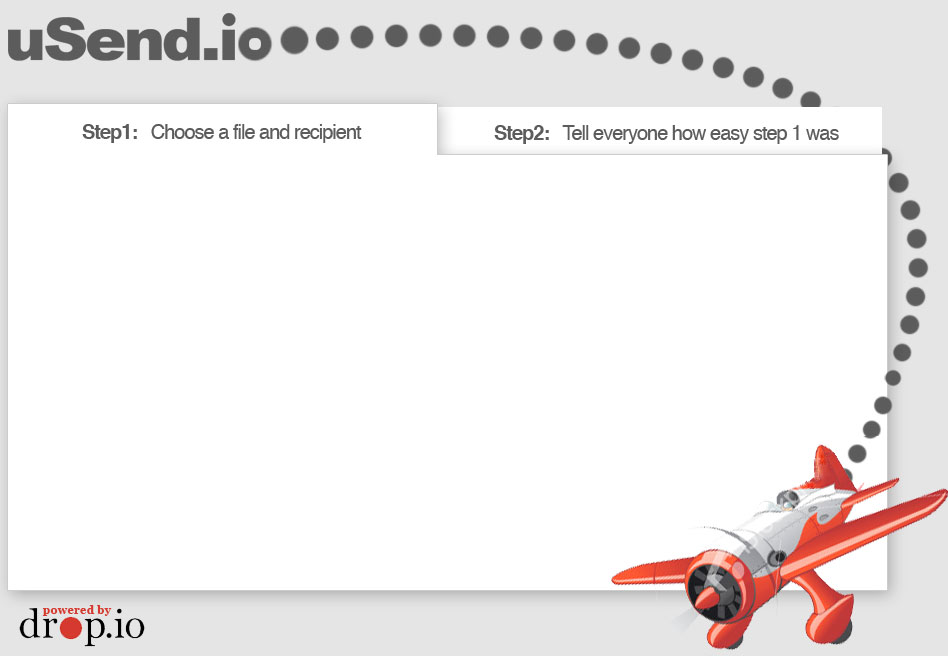 uSend.io
Step1: Choose a file and recipient
Step2: Tell everyone how easy step 1 was
powered by
drop.io